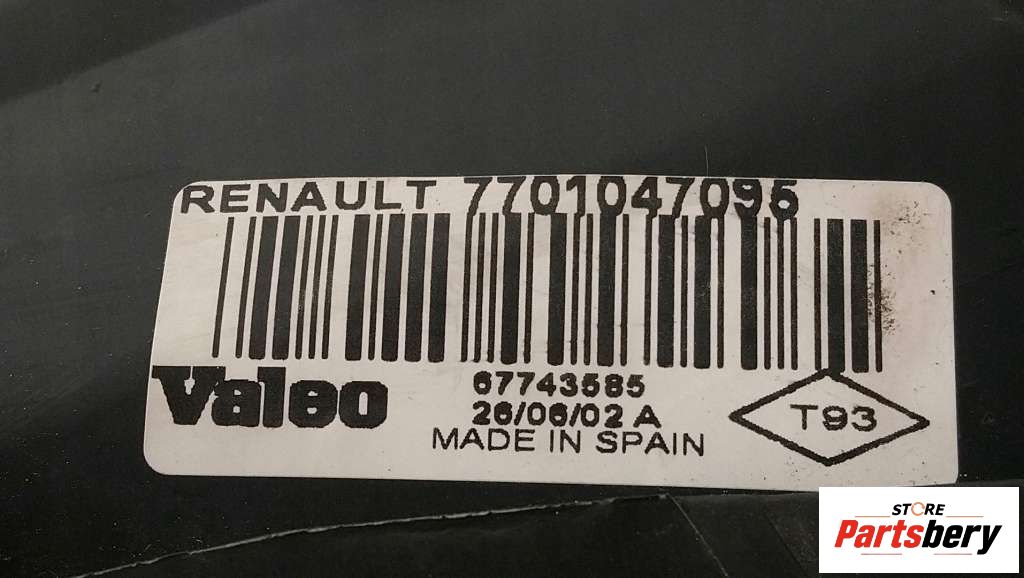 RENAULT 7701047095
Valeo
67743585
26/06/02 A
MADE IN SPAIN
T93
STORE
Partsbery